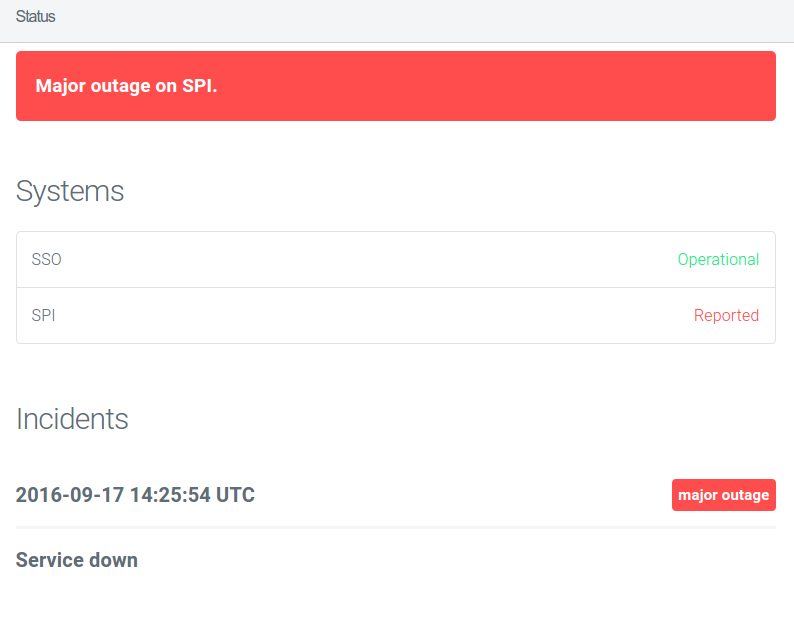 Status
Major outage on SPI.
Systems
SSO Operational
SPI Reported
Incidents
2016-09-17 14:25:54 UTC major outage
Service down